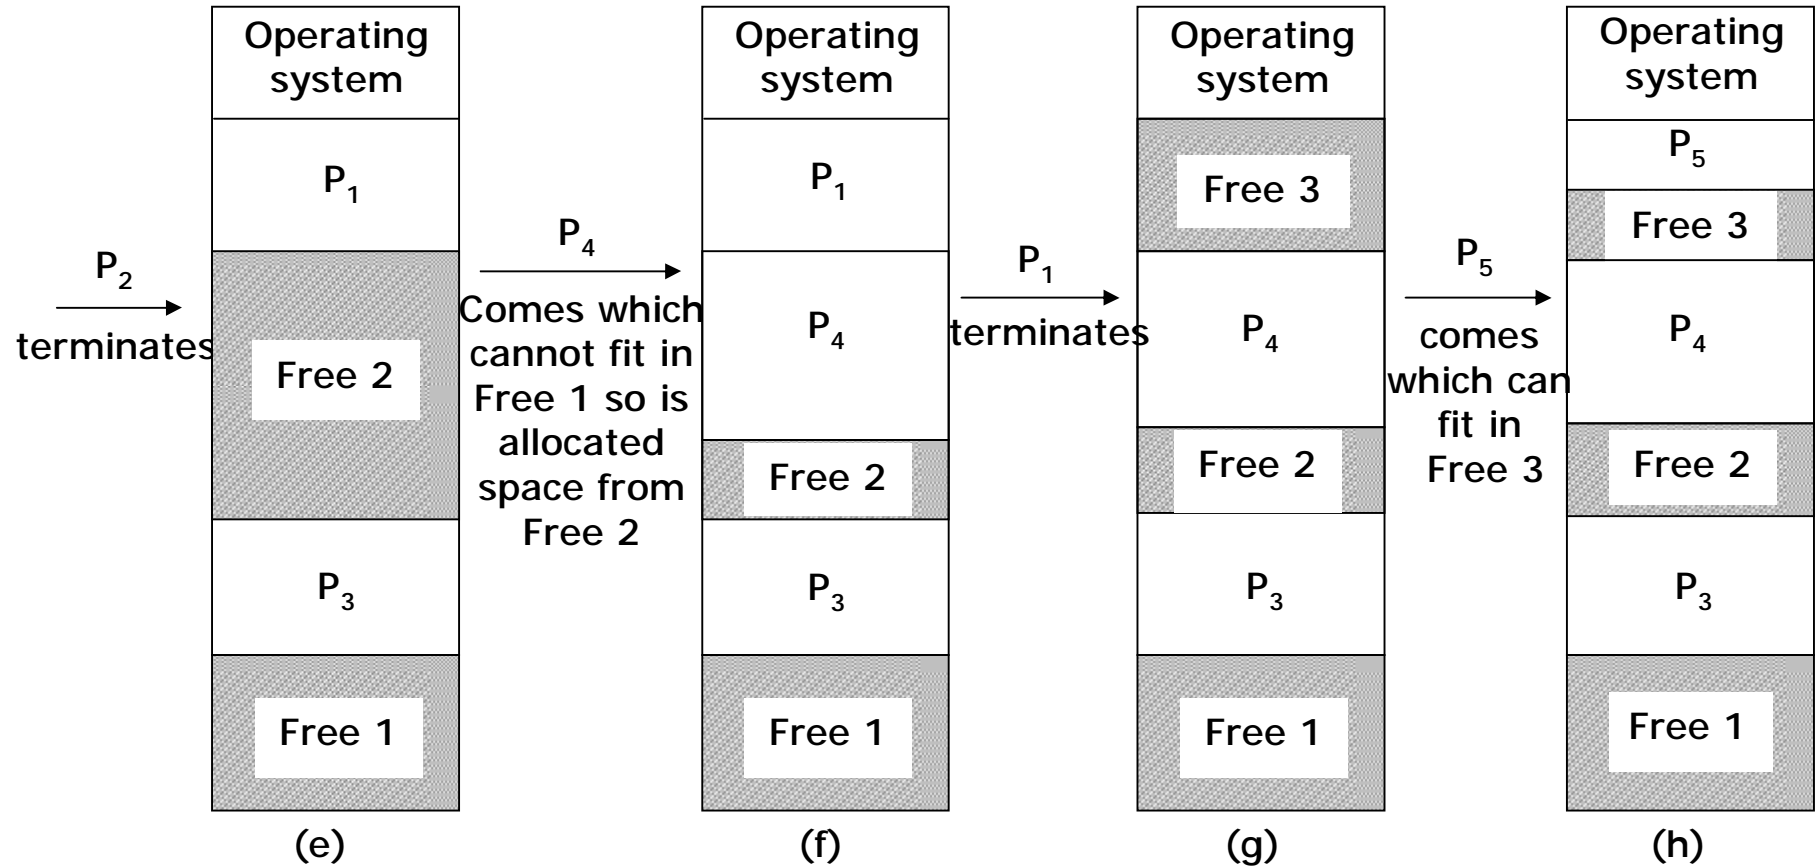 P₂
terminates
Operating
system
P₁
Free 2
P₃
Free 1
(e)
P₄
Comes which
cannot fit in
Free 1 so is
allocated
space from
Free 2
Operating
system
P₁
P₄
Free 2
P₃
Free 1
(f)
P₁
terminates
Operating
system
Free 3
P₄
Free 2
P₃
Free 1
(g)
P₅
comes
which can
fit in
Free 3
Operating
system
P₅
Free 3
P₄
Free 2
P₃
Free 1
(h)